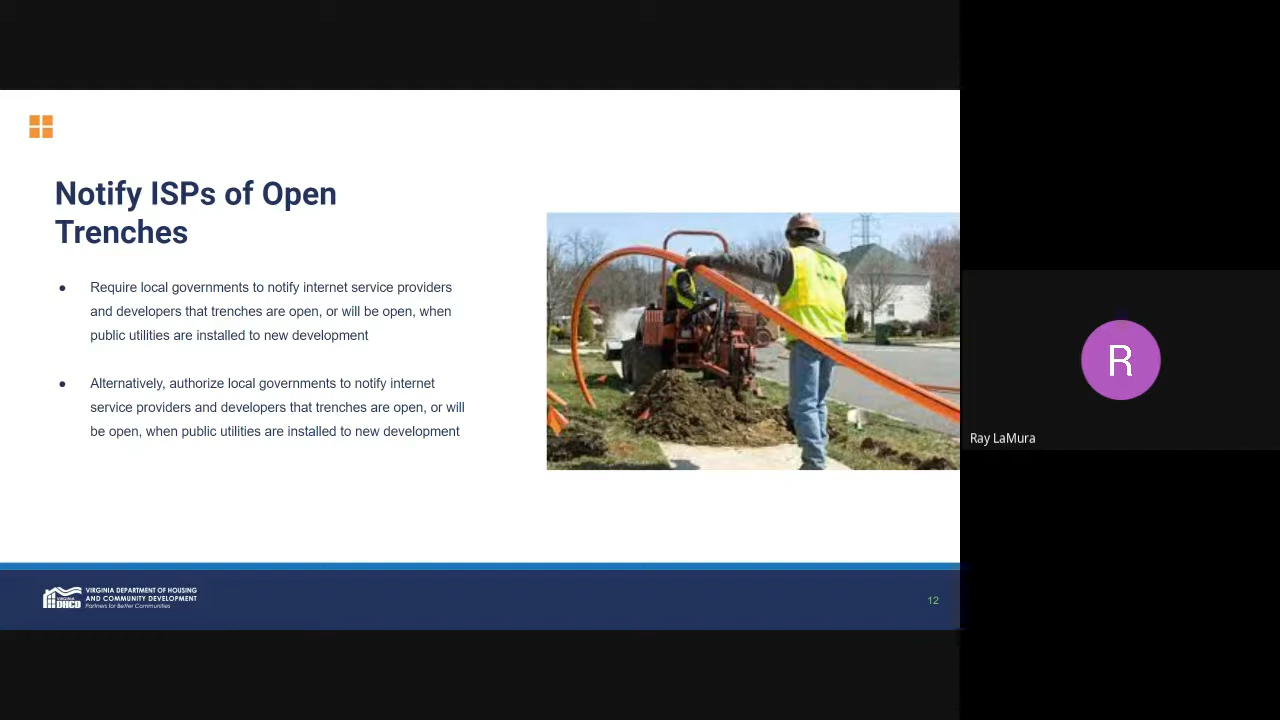 Notify ISPs of Open
Trenches
● Require local governments to notify internet service providers
and developers that trenches are open, or will be open, when
public utilities are installed to new development
● Alternatively, authorize local governments to notify internet
service providers and developers that trenches are open, or will
be open, when public utilities are installed to new development
VIRGINIA
DHCD
VIRGINIA DEPARTMENT OF HOUSING
AND COMMUNITY DEVELOPMENT
Partners for Better Communities
12
R
Ray LaMura